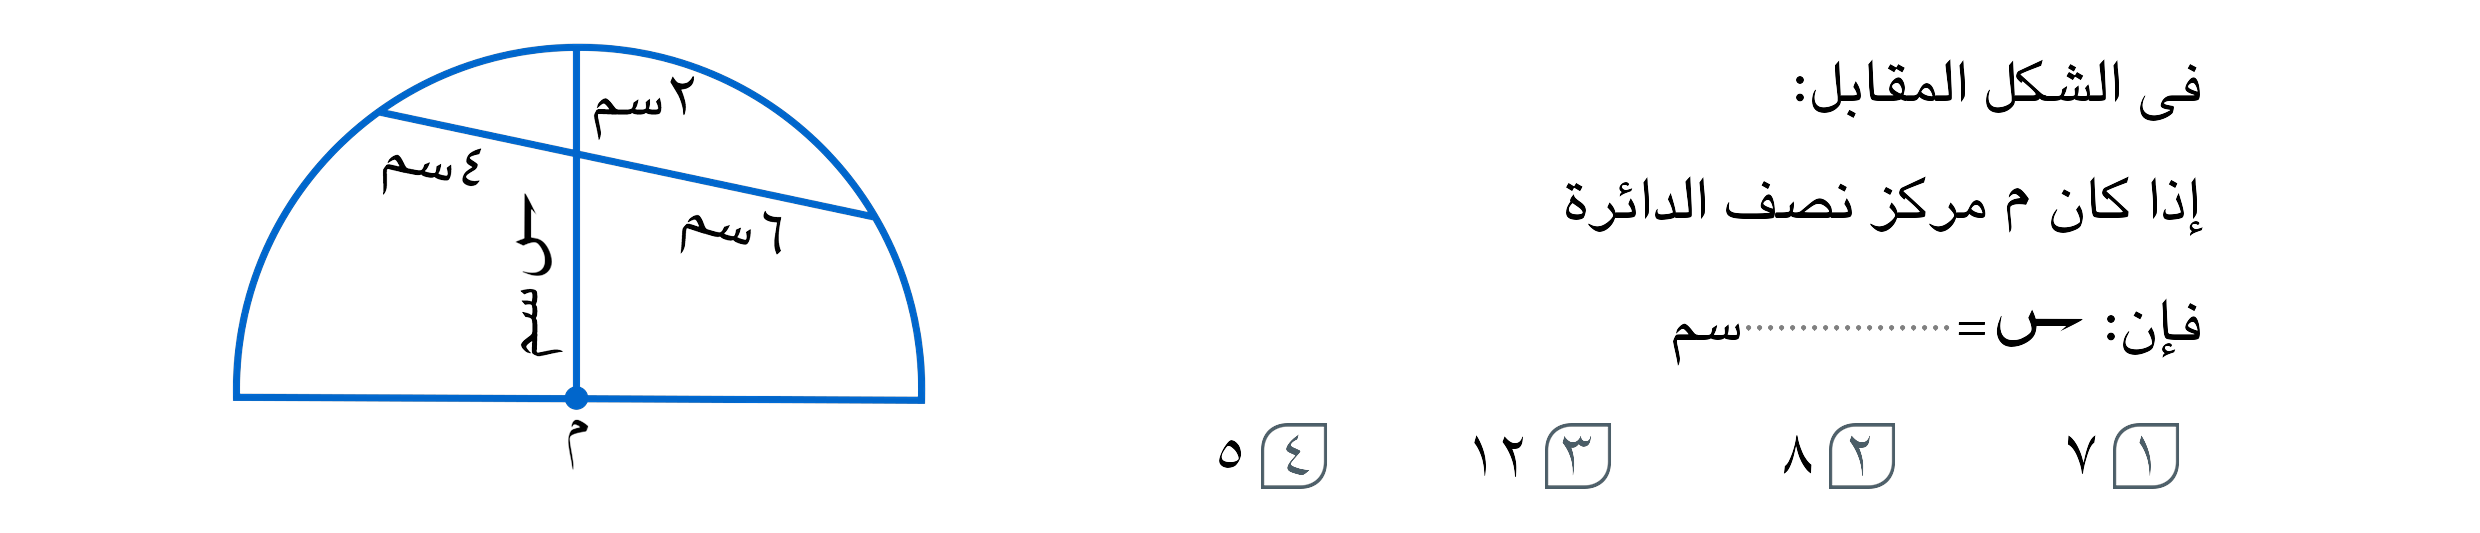 فى الشكل المقابل:
إذا كان م مركز نصف الدائرة
فإن: س = .................... سم
١ ٧ ٢ ٨ ٣ ١٢ ٤ ٥
٢سم
٤سم
٦سم
س سم
م